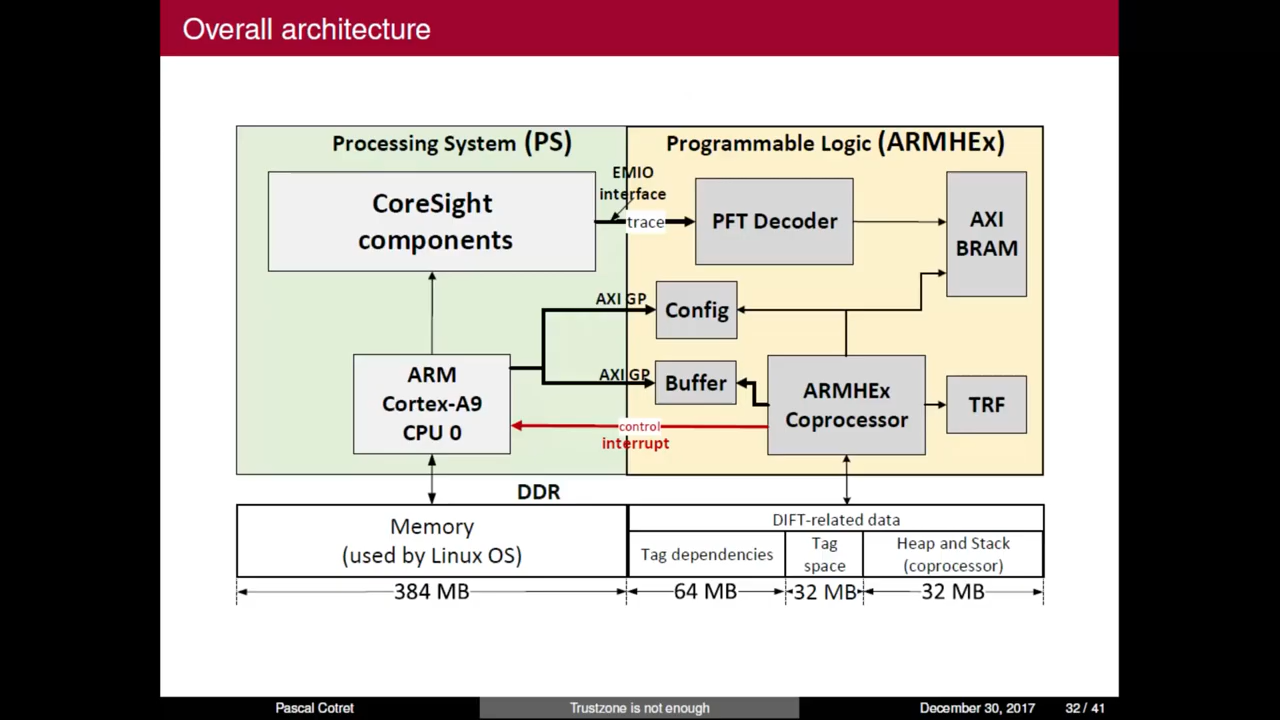 Overall architecture
Processing System (PS)
Programmable Logic (ARMHEx)
EMIO
interface
CoreSight
components
trace
PFT Decoder
AXI
BRAM
AXI GP
Config
ARM
Cortex-A9
CPU 0
AXI GP
Buffer
ARMHEx
Coprocessor
TRF
control
interrupt
DDR
Memory
(used by Linux OS)
DIFT-related data
Tag dependencies
Tag
space
Heap and Stack
(coprocessor)
384 MB
64 MB
32 MB
32 MB
Pascal Cotret
Trustzone is not enough
December 30, 2017
32 / 41